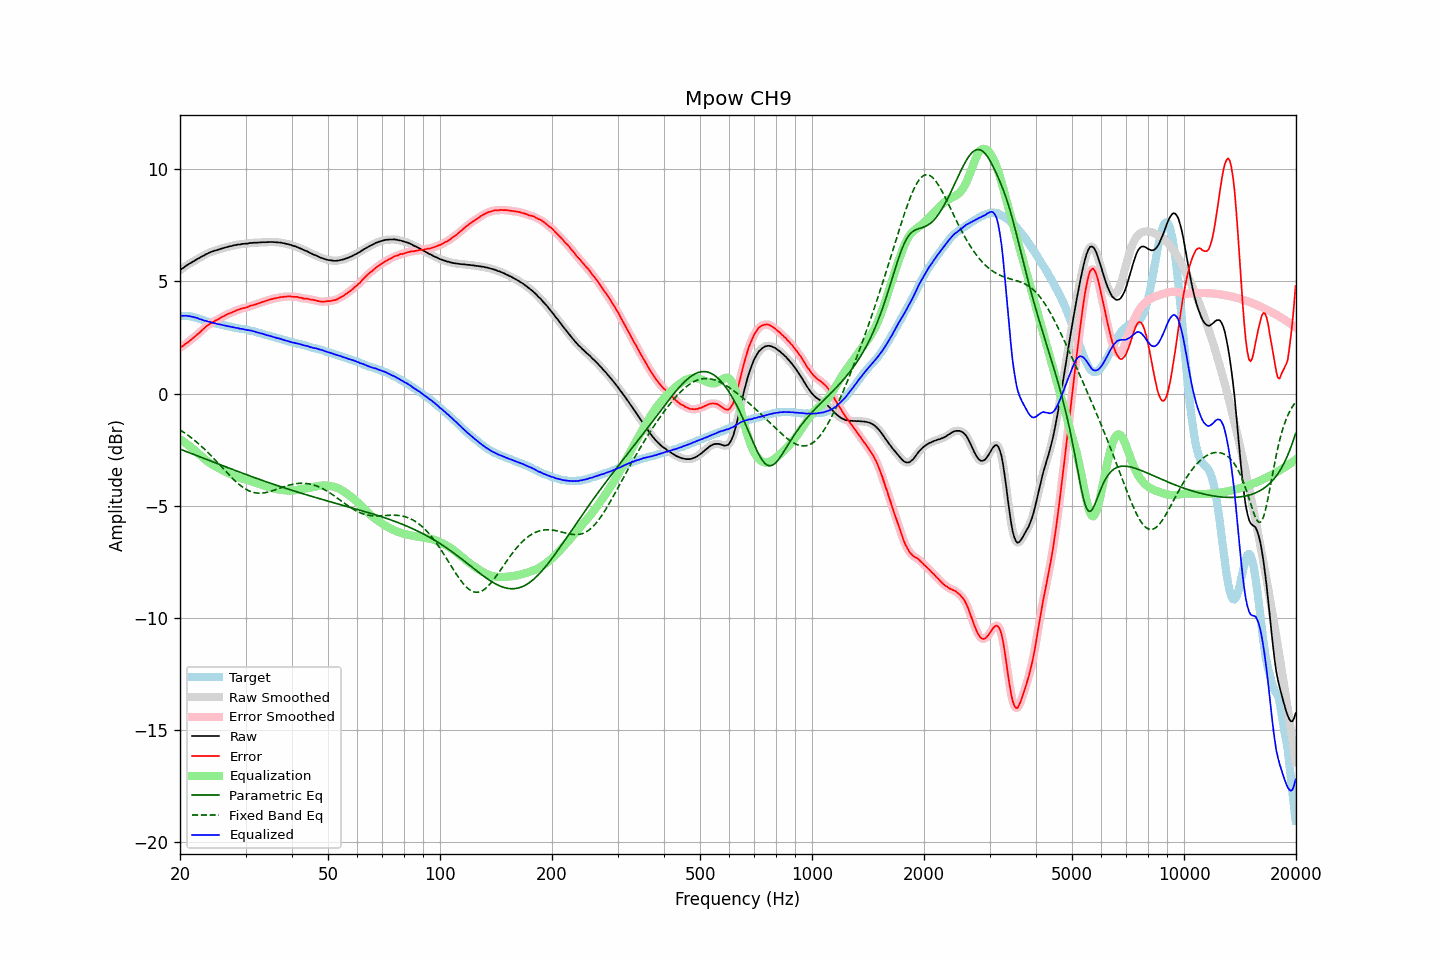 Mpow CH9
Amplitude (dBr)
10
5
0
−5
−10
−15
−20
Target
Raw Smoothed
Error Smoothed
Raw
Error
Equalization
Parametric Eq
Fixed Band Eq
Equalized
20 50 100 200 500 1000 2000 5000 10000 20000
Frequency (Hz)